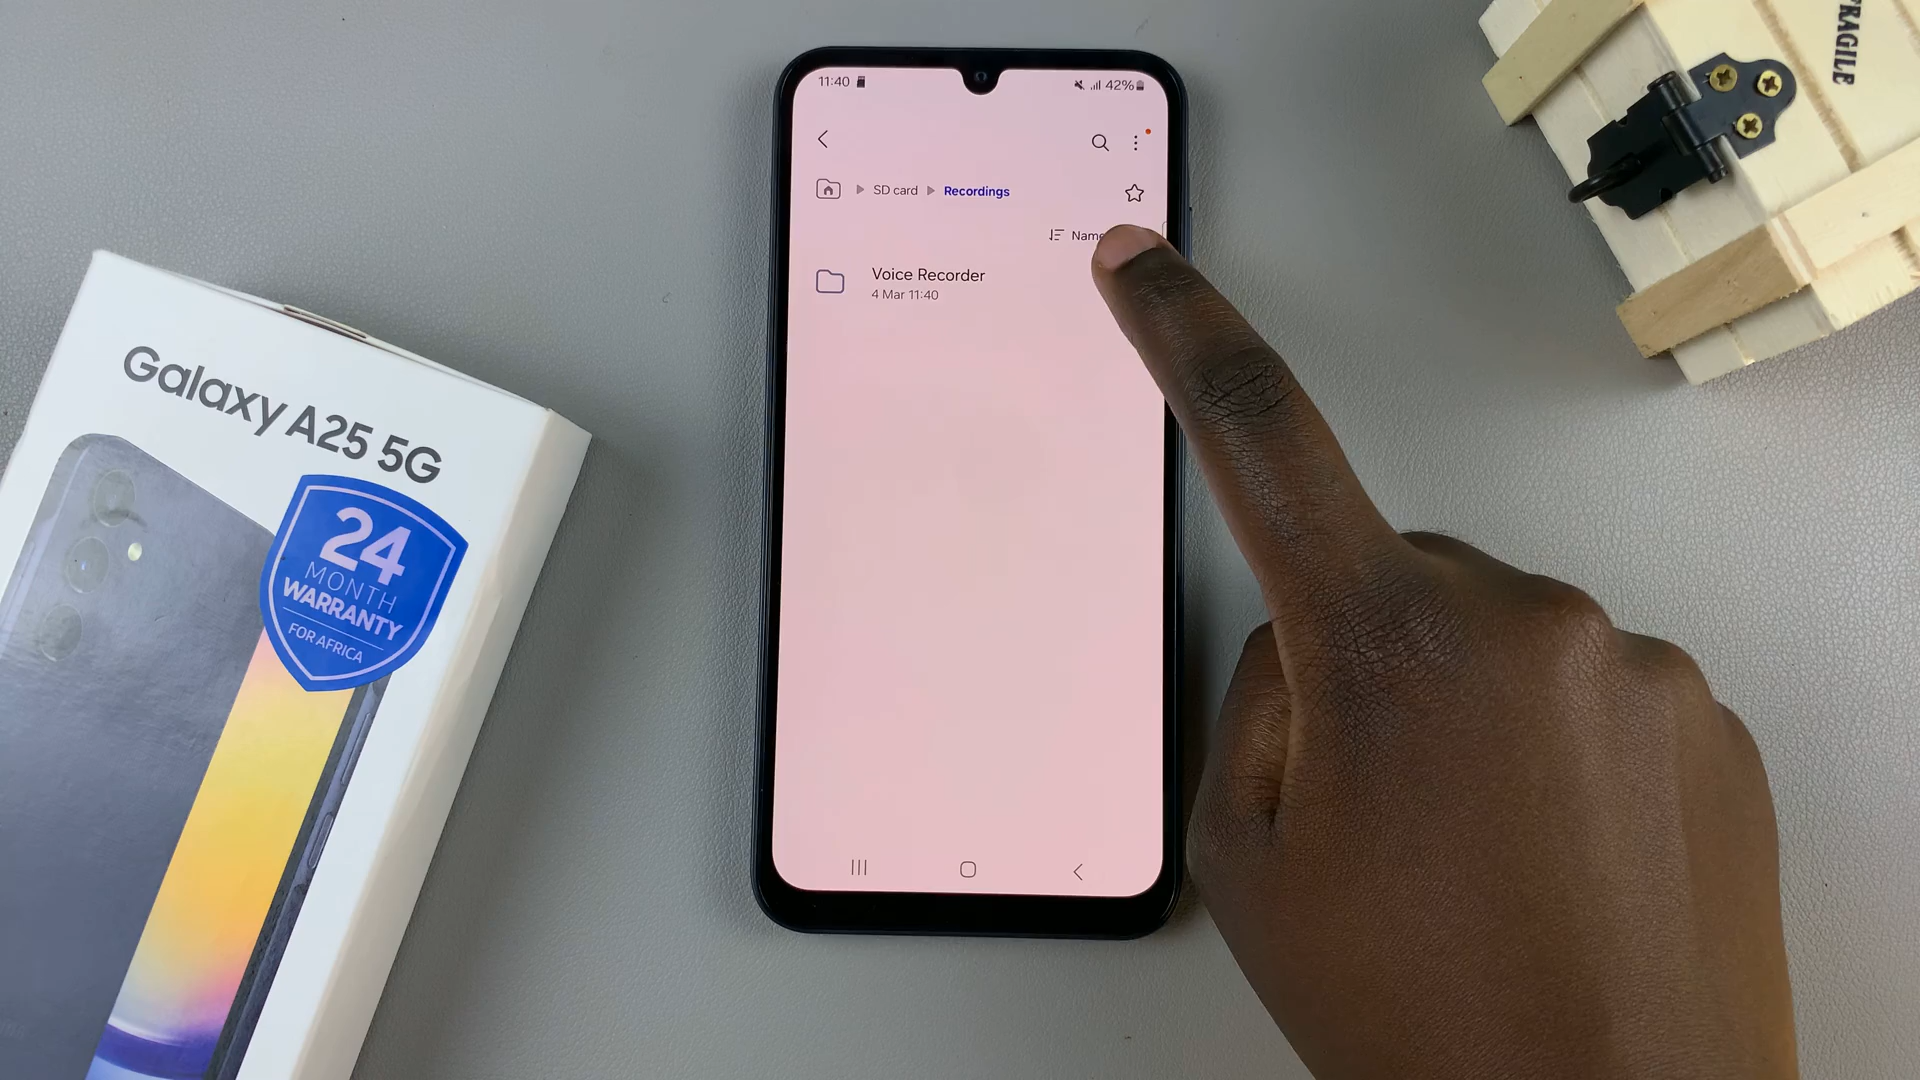 11:40
42%
SD card
Recordings
Name
Voice Recorder
4 Mar 11:40
Galaxy A25 5G
24
MONTH
WARRANTY
FOR AFRICA
FRAGILE